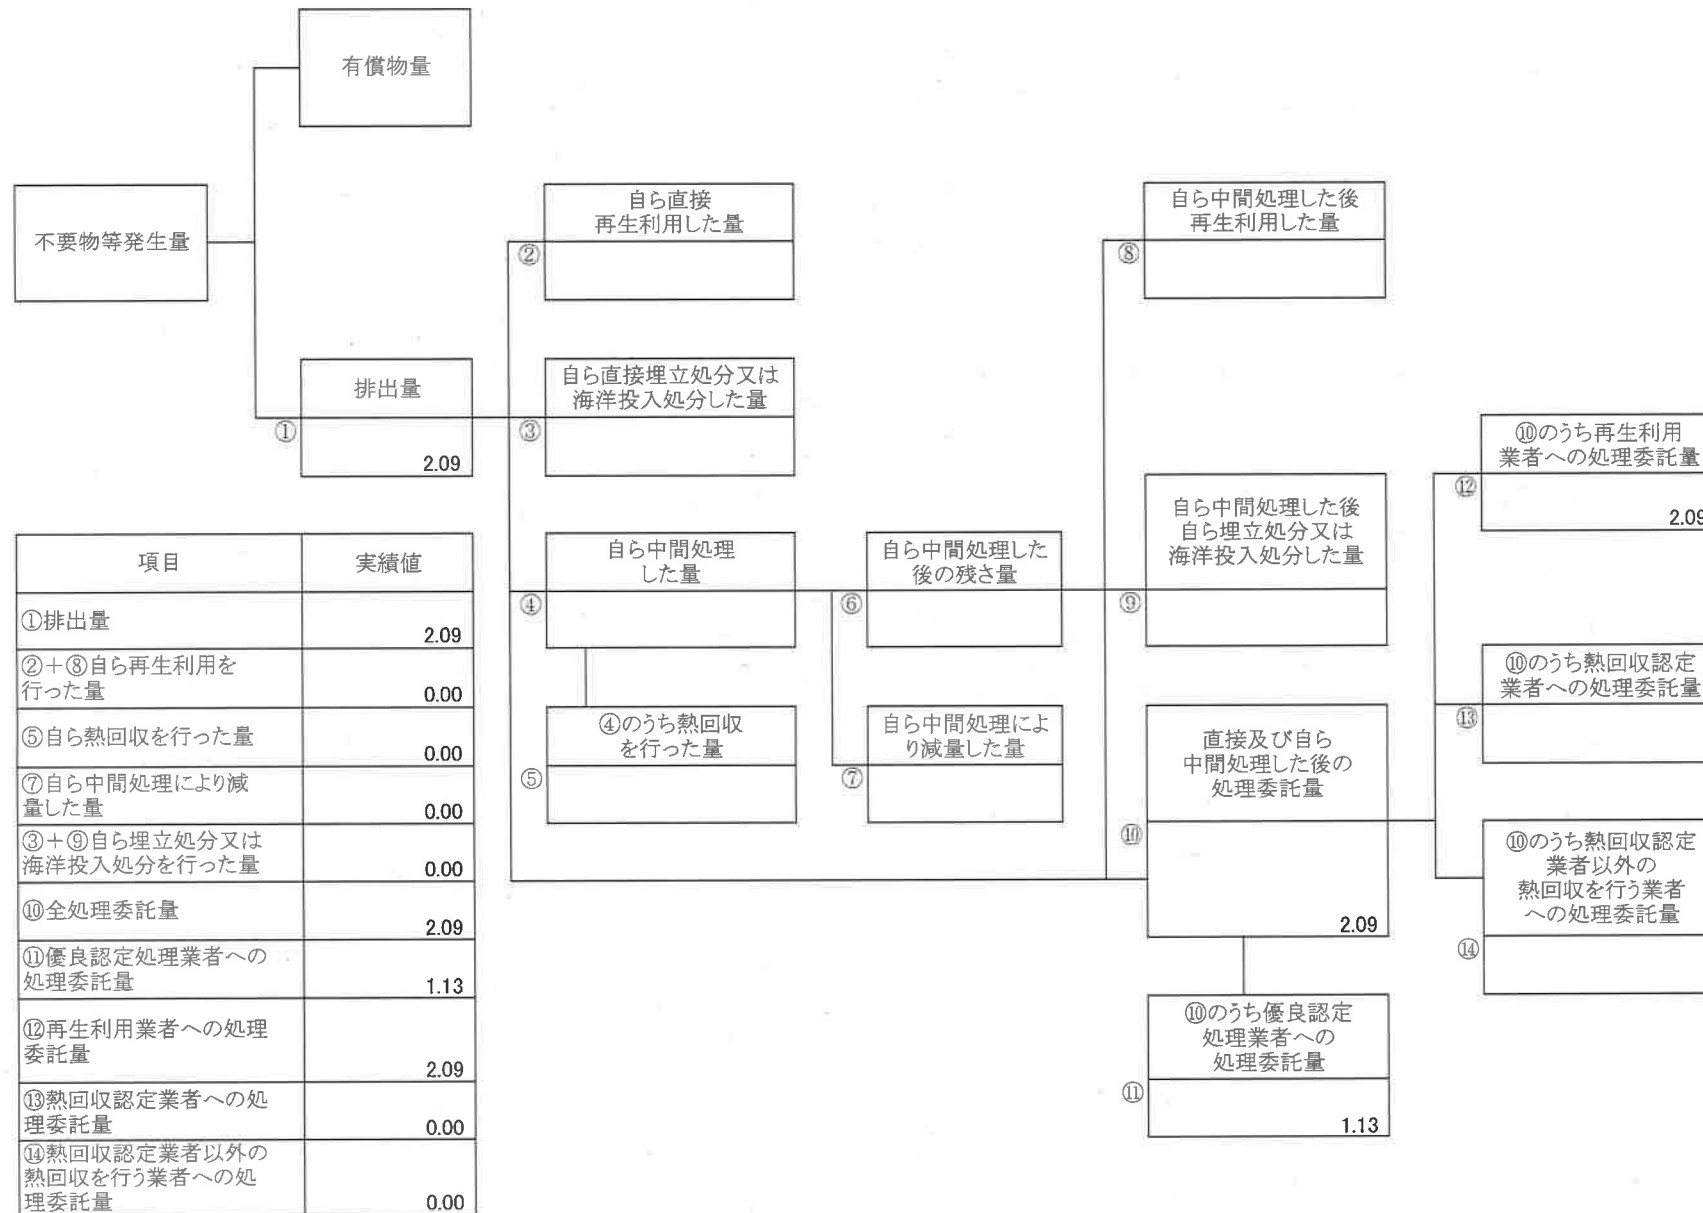 有償物量
不要物等発生量
自ら直接
再生利用した量
②
自ら中間処理した後
再生利用した量
⑧
排出量
①
2.09
自ら直接埋立処分又は
海洋投入処分した量
③
⑩のうち再生利用
業者への処理委託量
⑫
2.09
自ら中間処理した後
自ら埋立処分又は
海洋投入処分した量
⑨
自ら中間処理
した量
④
自ら中間処理した
後の残さ量
⑥
⑩のうち熱回収認定
業者への処理委託量
⑬
④のうち熱回収
を行った量
⑤
自ら中間処理によ
り減量した量
⑦
直接及び自ら
中間処理した後の
処理委託量
⑩
2.09
⑩のうち熱回収認定
業者以外の
熱回収を行う業者
への処理委託量
⑭
⑩のうち優良認定
処理業者への
処理委託量
⑪
1.13
項目 実績値
①排出量
2.09
②+⑧自ら再生利用を
行った量 0.00
⑤自ら熱回収を行った量
0.00
⑦自ら中間処理により減
量した量 0.00
③+⑨自ら埋立処分又は
海洋投入処分を行った量 0.00
⑩全処理委託量
2.09
⑪優良認定処理業者への
処理委託量 1.13
⑫再生利用業者への処理
委託量
2.09
⑬熱回収認定業者への処
理委託量 0.00
⑭熱回収認定業者以外の
熱回収を行う業者への処
理委託量 0.00